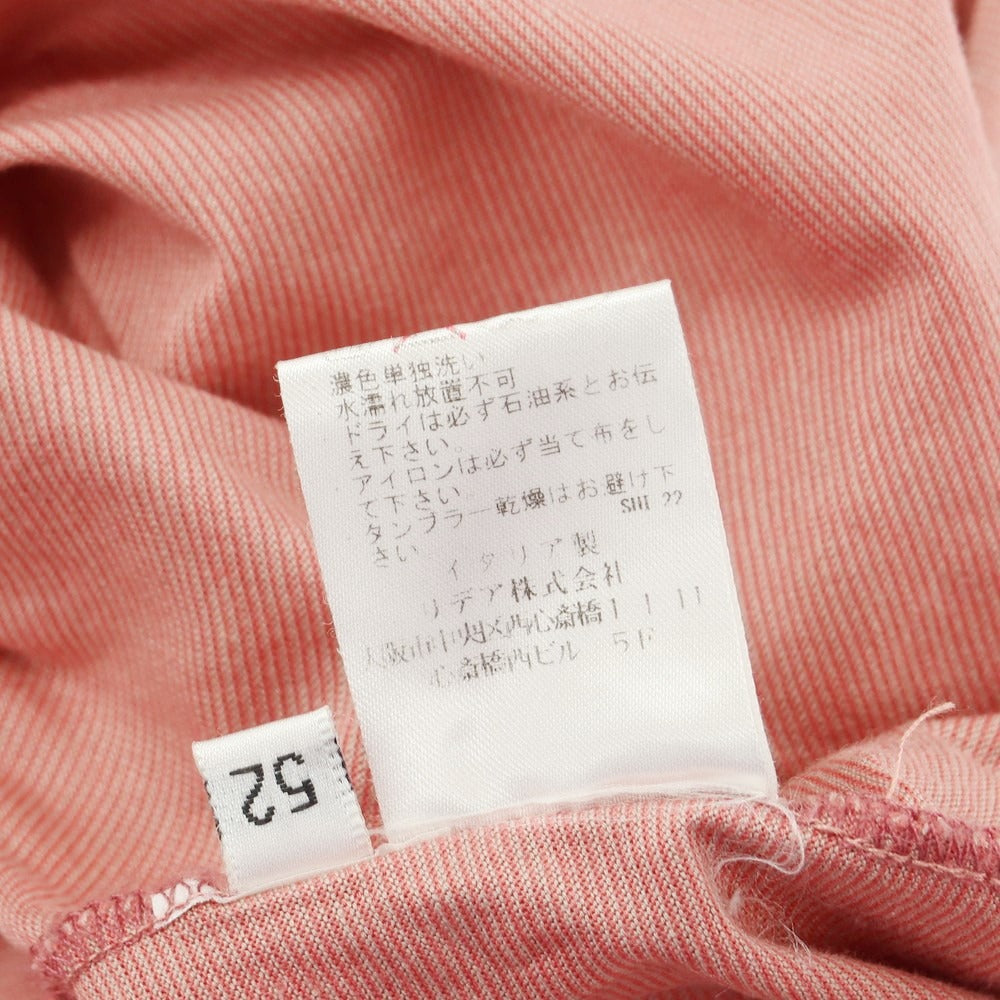 濃色単独洗い
水濡れ放置不可
ドライは必ず石油系とお伝
え下さい。
アイロンは必ず当て布をし
て下さい。
タンブラー乾燥はお避け下
さい
SHI 22
イタリア製
リデア株式会社
大阪市中央区西心斎橋1 1 11
心斎橋西ビル 5F
52